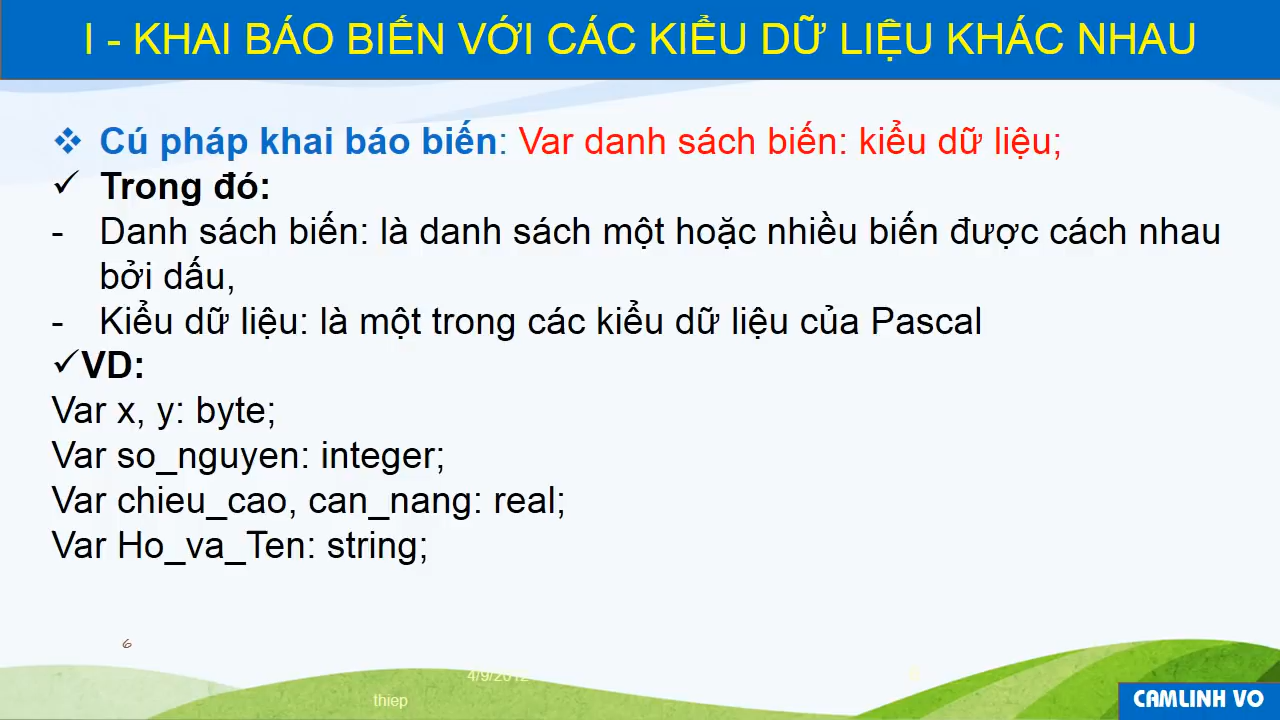 I - KHAI BÁO BIẾN VỚI CÁC KIỂU DỮ LIỆU KHÁC NHAU
Cú pháp khai báo biến: Var danh sách biến: kiểu dữ liệu;
Trong đó:
- Danh sách biến: là danh sách một hoặc nhiều biến được cách nhau
bởi dấu,
- Kiểu dữ liệu: là một trong các kiểu dữ liệu của Pascal
VD:
Var x, y: byte;
Var so_nguyen: integer;
Var chieu_cao, can_nang: real;
Var Ho_va_Ten: string;
6
4/9/2012
thiep
CAMLINH VO